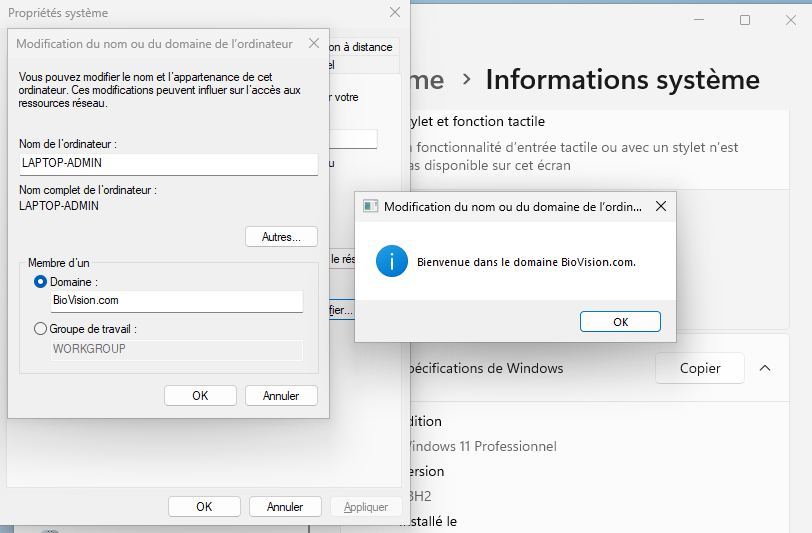 Propriétés système
Modification du nom ou du domaine de l'ordinateur
Vous pouvez modifier le nom et l'appartenance de cet
ordinateur. Ces modifications peuvent influer sur l'accès aux
ressources réseau.
Nom de l'ordinateur :
LAPTOP-ADMIN
Nom complet de l'ordinateur :
LAPTOP-ADMIN
Autres...
Membre d'un
Domaine :
BioVision.com
Groupe de travail :
WORKGROUP
OK
Annuler
on à distance
el
r votre
u
le rés
fier...
OK
Annuler
Appliquer
me > Informations système
ylet et fonction tactile
a fonctionnalité d'entrée tactile ou avec un stylet n'est
as disponible sur cet écran
Modification du nom ou du domaine de l'ordin...
Bienvenue dans le domaine BioVision.com.
OK
pécifications de Windows
Copier
dition
Windows 11 Professionnel
ersion
3H2
nstallé le